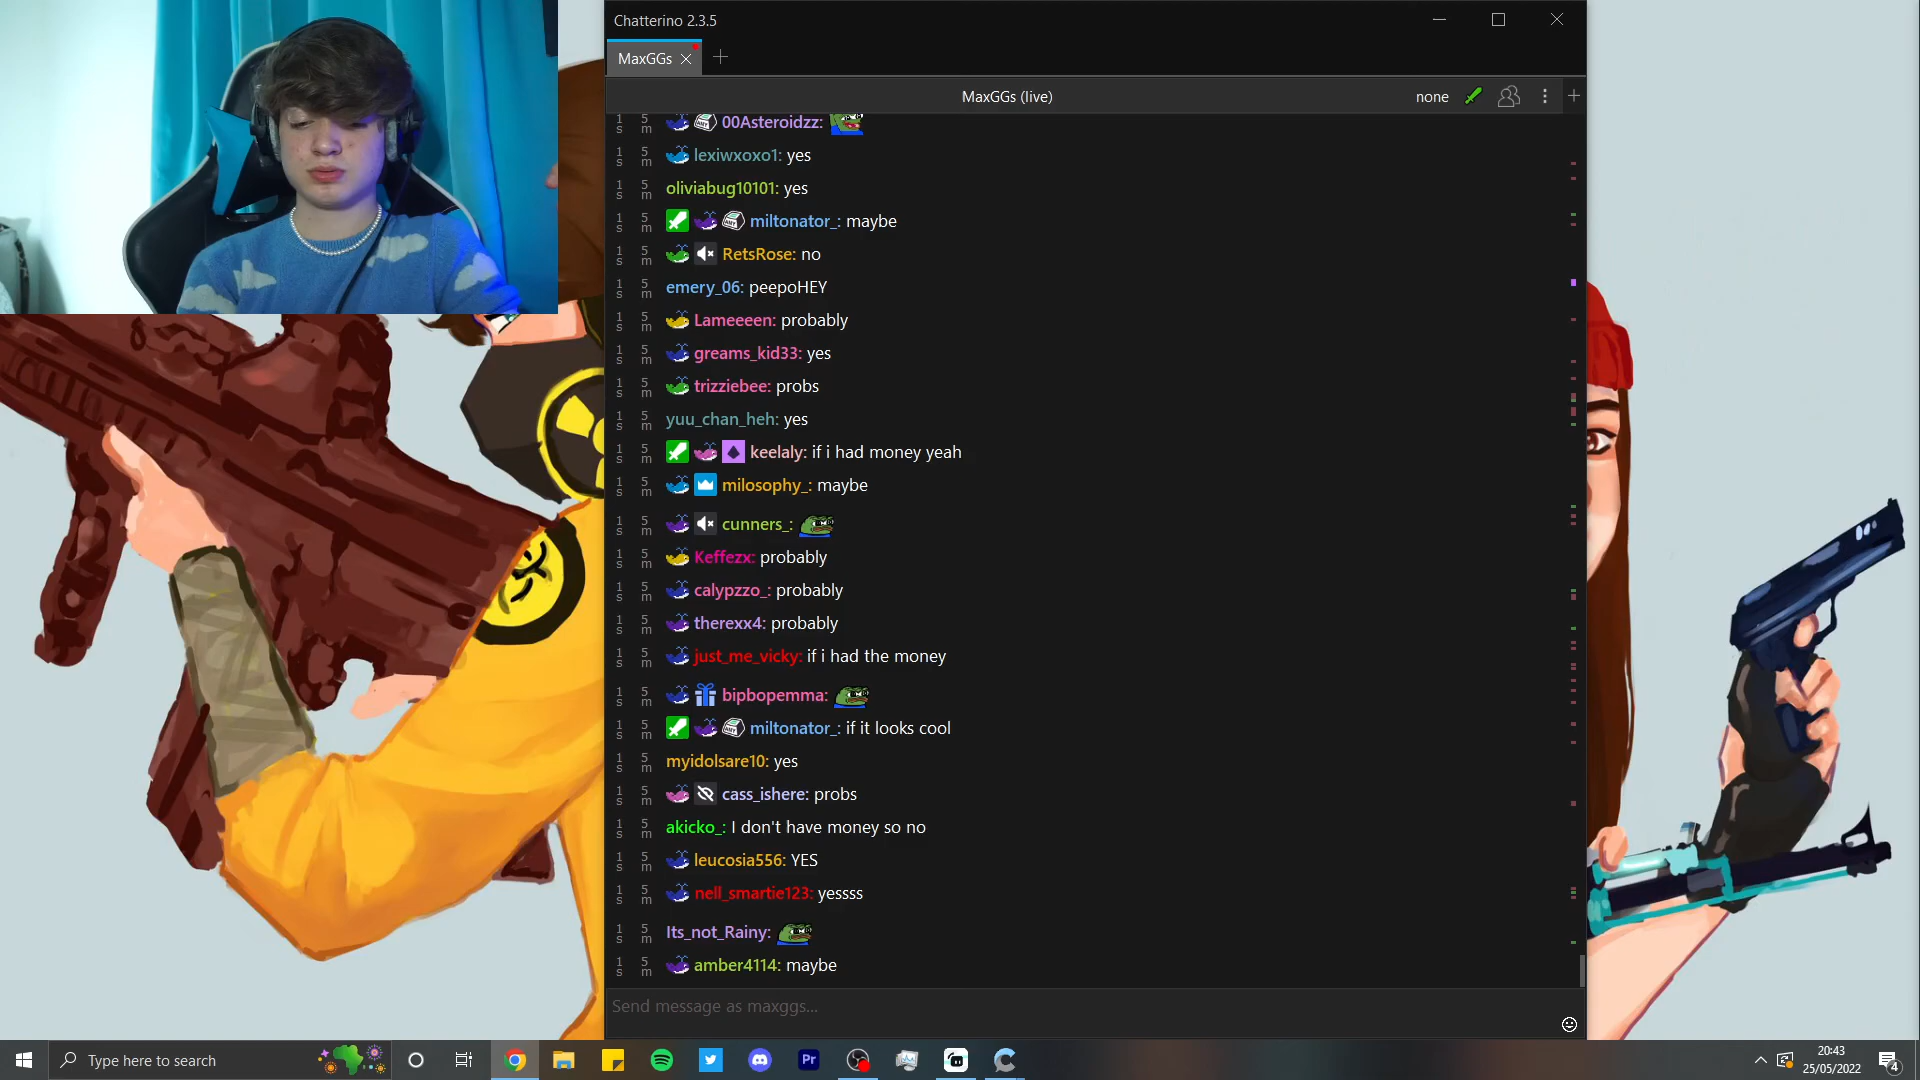 Chatterino 2.3.5
MaxGGs
MaxGGs (live)
none
00Asteroidzz:
lexiwxoxo1: yes
oliviabug10101: yes
miltonator_: maybe
RetsRose: no
emery_06: peepoHEY
Lameeeen: probably
greams_kid33: yes
trizziebee: probs
yuu_chan_heh: yes
keelaly: if i had money yeah
milosophy_: maybe
cunners_:
Keffezx: probably
calypzzo_: probably
therexx4: probably
just_me_vicky: if i had the money
bipbopemma:
miltonator_: if it looks cool
myidolsare10: yes
cass_ishere: probs
akicko_: I don't have money so no
leucosia556: YES
nell_smartie123: yessss
Its_not_Rainy:
amber4114: maybe
Send message as maxggs...
Type here to search
Pr
20:43
25/05/2022
4